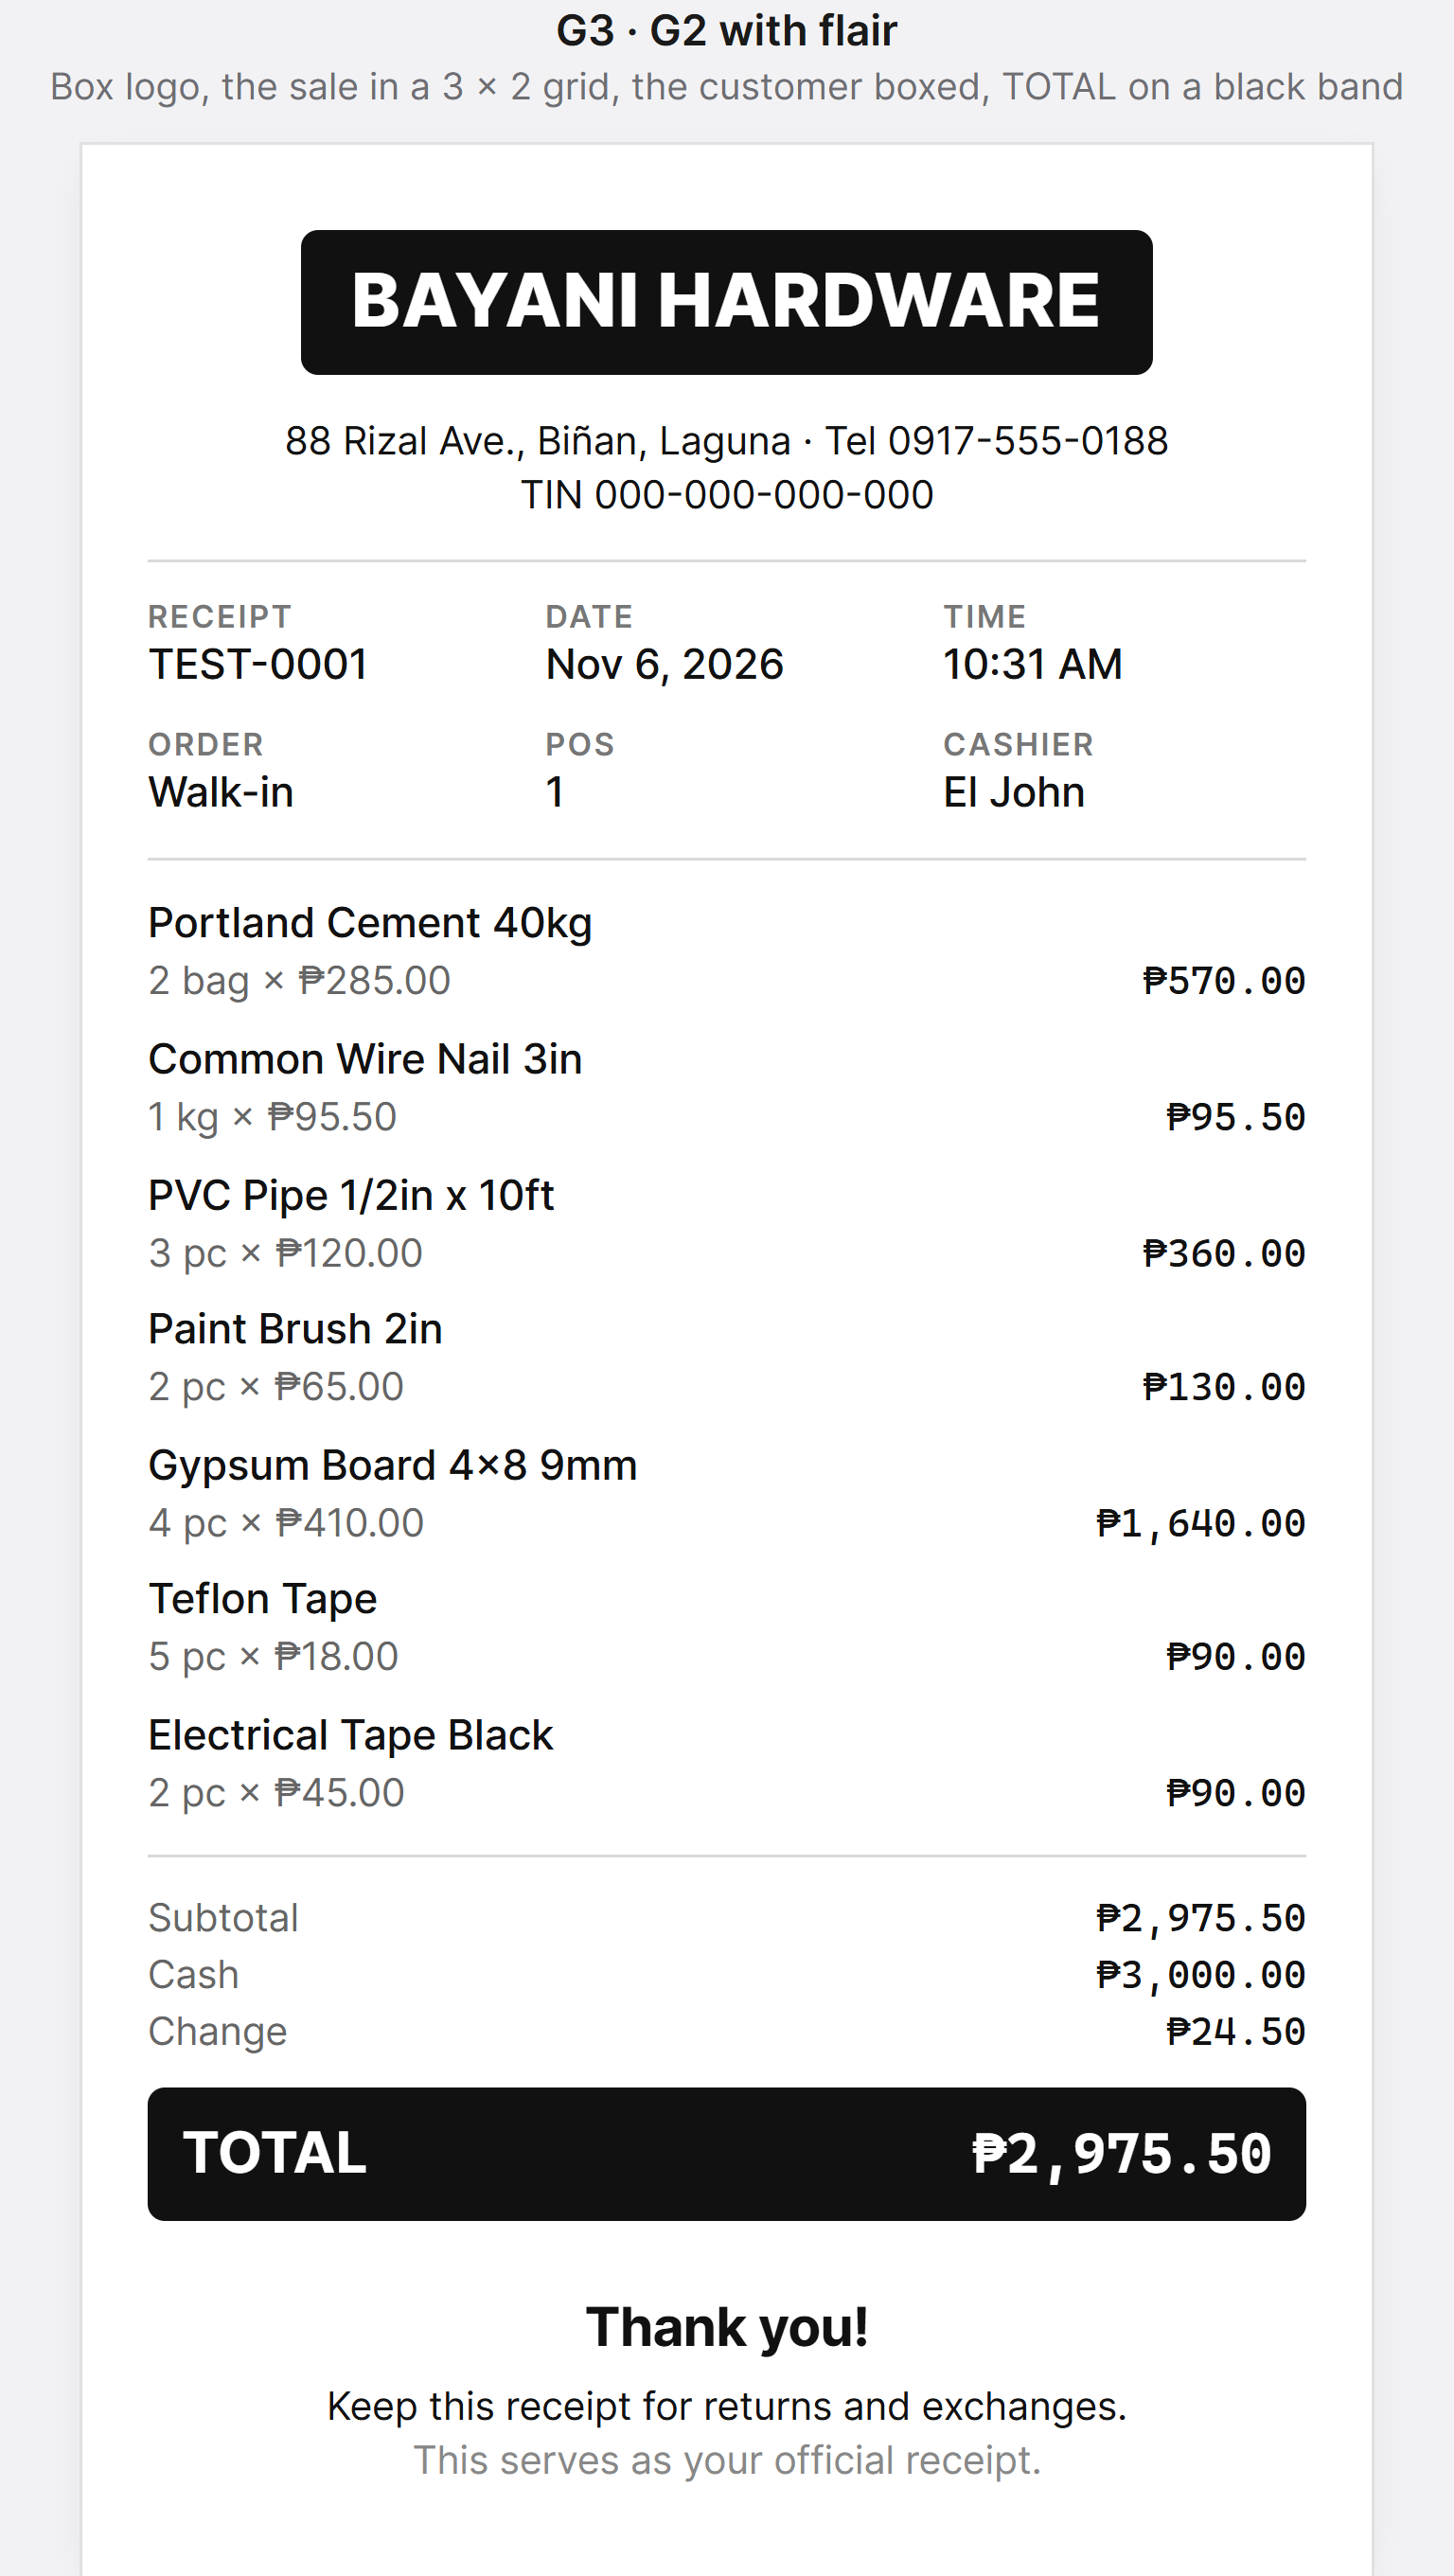 G3 · G2 with flair
Box logo, the sale in a 3 × 2 grid, the customer boxed, TOTAL on a black band
BAYANI HARDWARE
88 Rizal Ave., Biñan, Laguna · Tel 0917-555-0188
TIN 000-000-000-000
RECEIPT DATE TIME
TEST-0001 Nov 6, 2026 10:31 AM
ORDER POS CASHIER
Walk-in 1 El John
Portland Cement 40kg
2 bag × ₱285.00 ₱570.00
Common Wire Nail 3in
1 kg × ₱95.50 ₱95.50
PVC Pipe 1/2in x 10ft
3 pc × ₱120.00 ₱360.00
Paint Brush 2in
2 pc × ₱65.00 ₱130.00
Gypsum Board 4×8 9mm
4 pc × ₱410.00 ₱1,640.00
Teflon Tape
5 pc × ₱18.00 ₱90.00
Electrical Tape Black
2 pc × ₱45.00 ₱90.00
Subtotal ₱2,975.50
Cash ₱3,000.00
Change ₱24.50
TOTAL ₱2,975.50
Thank you!
Keep this receipt for returns and exchanges.
This serves as your official receipt.